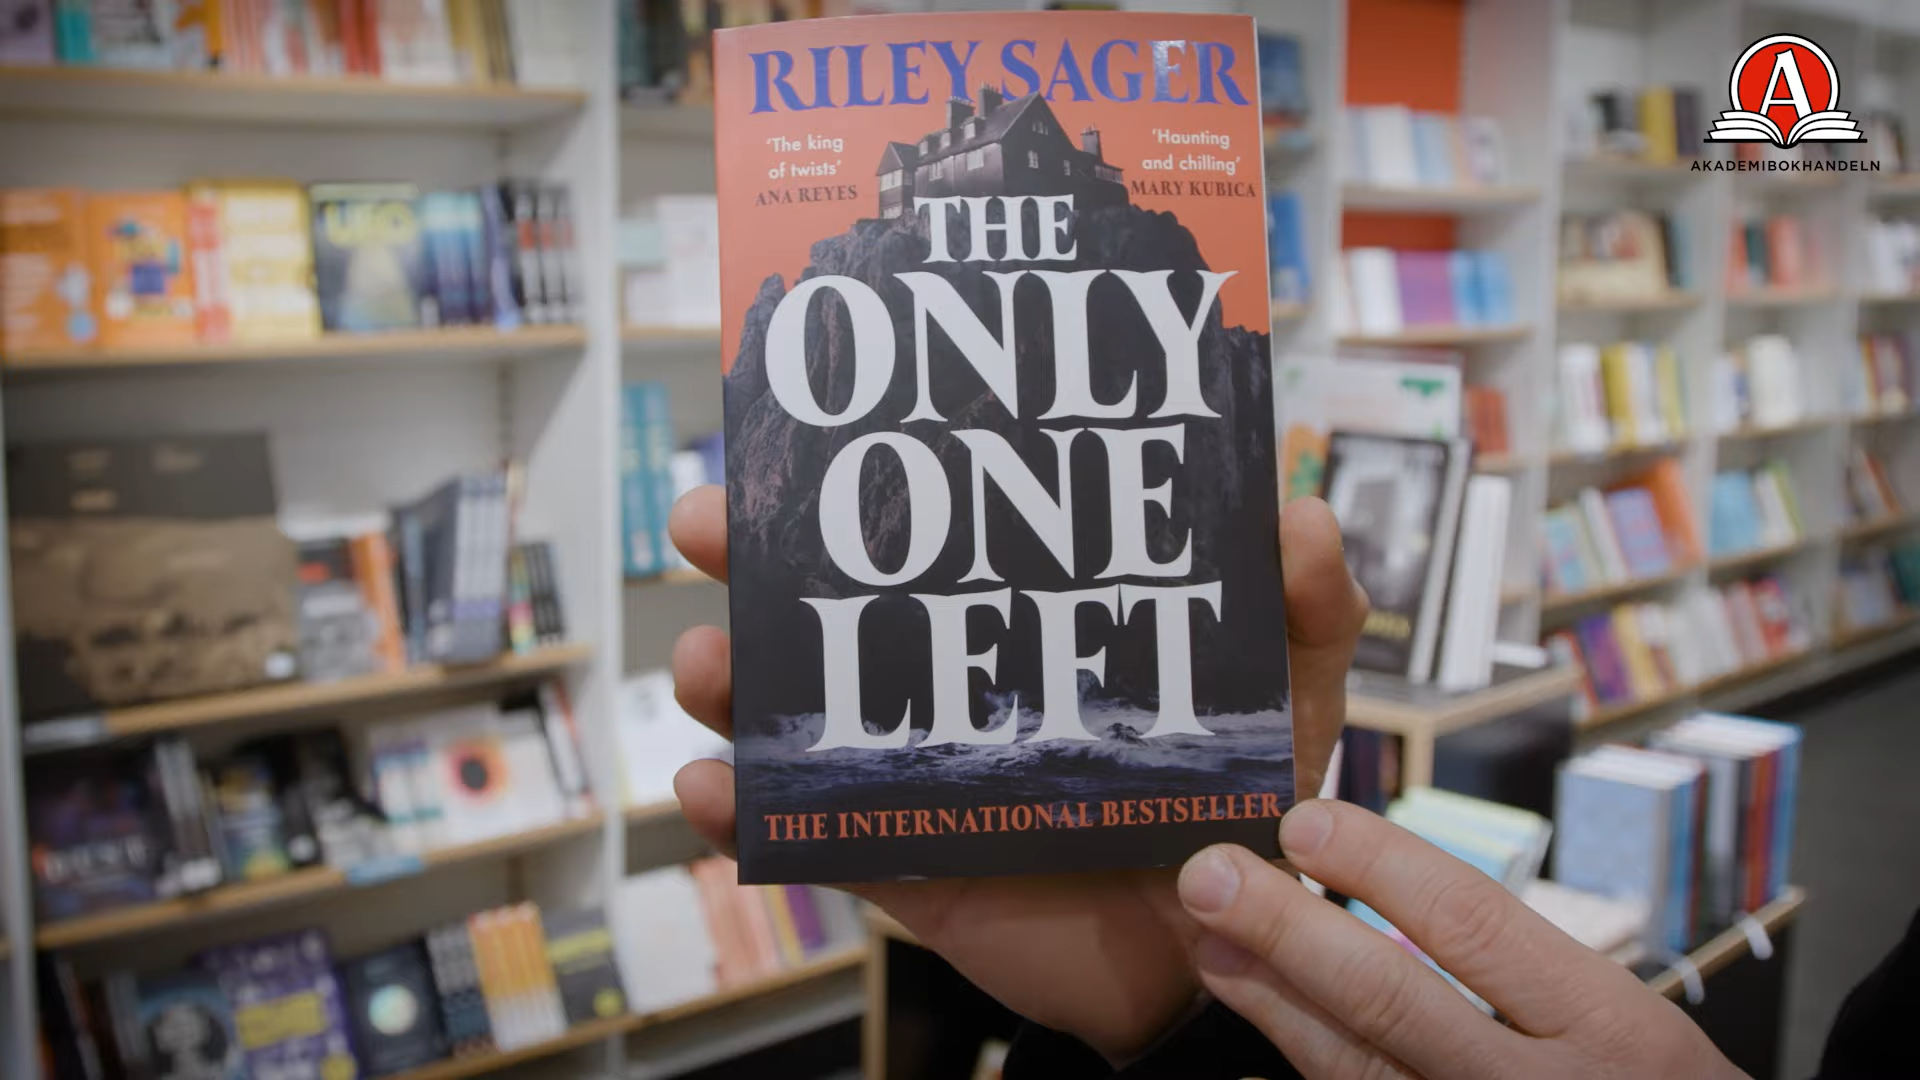 RILEY SAGER
'The king
of twists'
ANA REYES
'Haunting
and chilling'
MARY KUBICA
THE
ONLY
ONE
LEFT
THE INTERNATIONAL BESTSELLER
A
AKADEMIBOKHANDELN
UFO